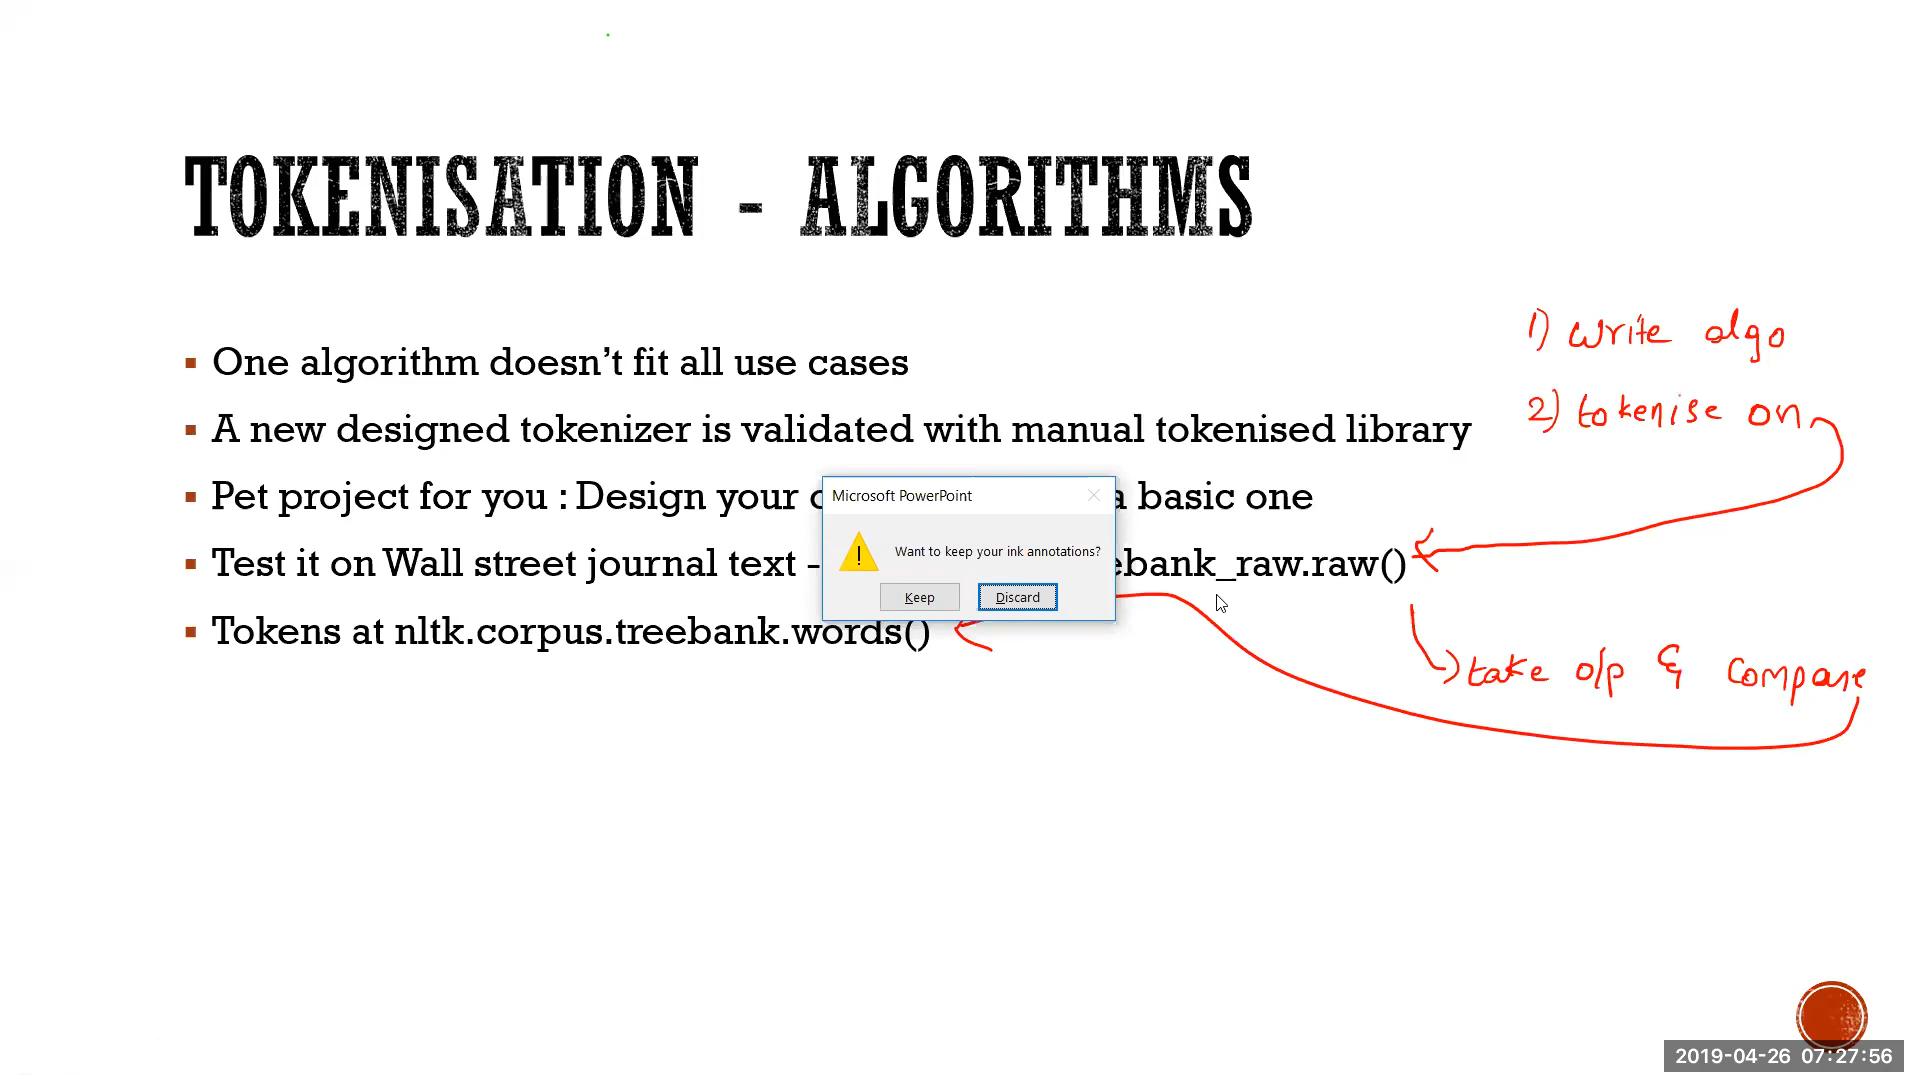 TOKENISATION - ALGORITHMS
1) write algo
One algorithm doesn't fit all use cases
2) tokenise on
A new designed tokenizer is validated with manual tokenised library
Pet project for you : Design your a basic one
Test it on Wall street journal text - ebank_raw.raw()
Microsoft PowerPoint
Want to keep your ink annotations?
Keep
Discard
Tokens at nltk.corpus.treebank.words()
take o/p & compare
2019-04-26 07:27:56